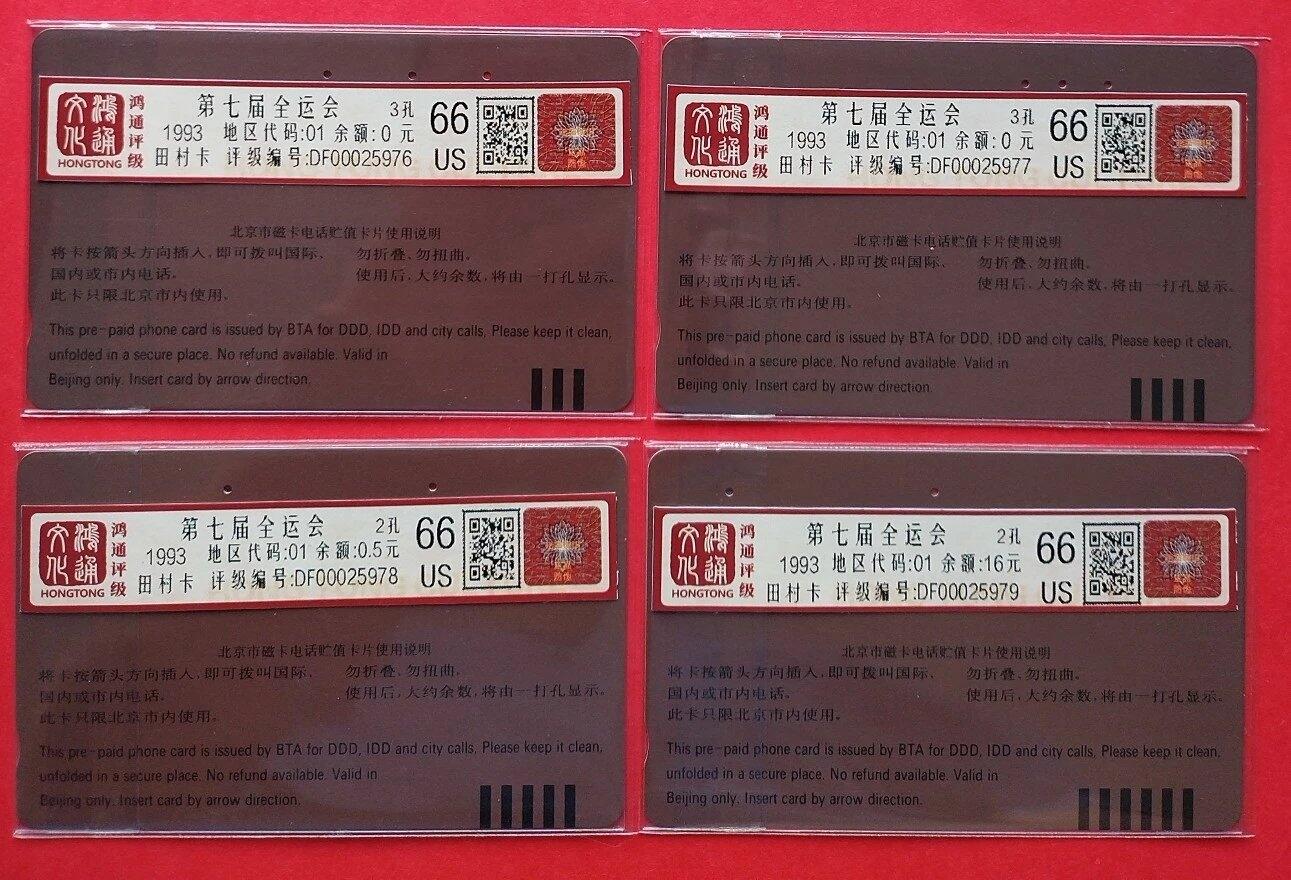 鸿通文化
HONGTONG
鸿通评级
第七届全运会 3孔
1993 地区代码:01 余额:0 元
田村卡 评级编号:DF00025976
66
US
北京市磁卡电话贮值卡片使用说明
将卡按箭头方向插入,即可拨叫国际、
国内或市内电话。
此卡只限北京市内使用。
勿折叠、勿扭曲。
使用后,大约余数,将由一打孔显示。
This pre-paid phone card is issued by BTA for DDD, IDD and city calls, Please keep it clean,
unfolded in a secure place. No refund available. Valid in
Beijing only. Insert card by arrow direction.
鸿通文化
HONGTONG
鸿通评级
第七届全运会 3孔
1993 地区代码:01 余额:0 元
田村卡 评级编号:DF00025977
66
US
北京市磁卡电话贮值卡片使用说明
将卡按箭头方向插入,即可拨叫国际、
国内或市内电话。
此卡只限北京市内使用。
勿折叠、勿扭曲。
使用后,大约余数,将由一打孔显示。
This pre-paid phone card is issued by BTA for DDD, IDD and city calls, Please keep it clean,
unfolded in a secure place. No refund available. Valid in
Beijing only. Insert card by arrow direction.
鸿通文化
HONGTONG
鸿通评级
第七届全运会 2孔
1993 地区代码:01 余额:0.5元
田村卡 评级编号:DF00025978
66
US
北京市磁卡电话贮值卡片使用说明
将卡按箭头方向插入,即可拨叫国际、
国内或市内电话。
此卡只限北京市内使用。
勿折叠、勿扭曲。
使用后,大约余数,将由一打孔显示。
This pre-paid phone card is issued by BTA for DDD, IDD and city calls, Please keep it clean,
unfolded in a secure place. No refund available. Valid in
Beijing only. Insert card by arrow direction.
鸿通文化
HONGTONG
鸿通评级
第七届全运会 2孔
1993 地区代码:01 余额:16元
田村卡 评级编号:DF00025979
66
US
北京市磁卡电话贮值卡片使用说明
将卡按箭头方向插入,即可拨叫国际、
国内或市内电话。
此卡只限北京市内使用。
勿折叠、勿扭曲。
使用后,大约余数,将由一打孔显示。
This pre-paid phone card is issued by BTA for DDD, IDD and city calls, Please keep it clean,
unfolded in a secure place. No refund available. Valid in
Beijing only. Insert card by arrow direction.